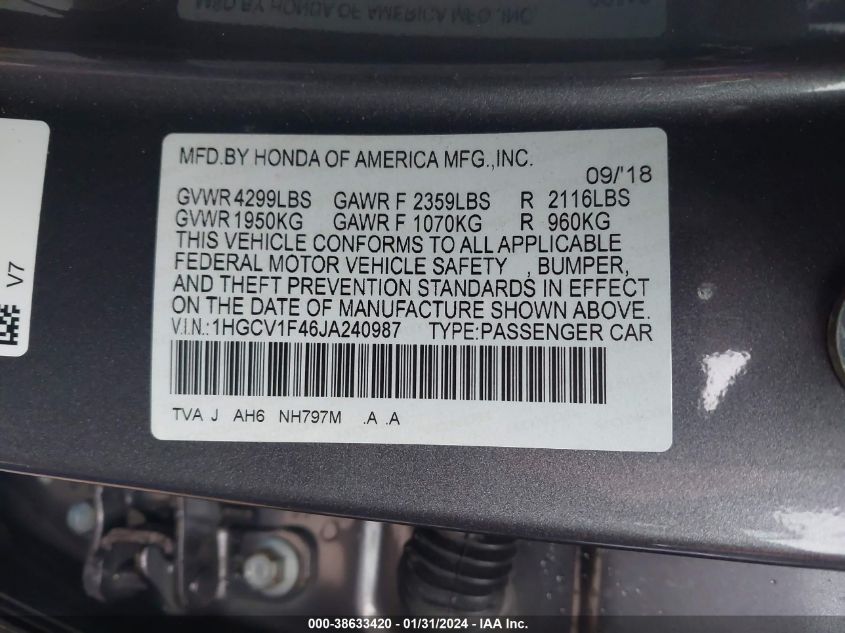 MFD.BY HONDA OF AMERICA MFG.,INC.
09/'18
GVWR 4299LBS GAWR F 2359LBS R 2116LBS
GVWR 1950KG GAWR F 1070KG R 960KG
THIS VEHICLE CONFORMS TO ALL APPLICABLE
FEDERAL MOTOR VEHICLE SAFETY , BUMPER,
AND THEFT PREVENTION STANDARDS IN EFFECT
ON THE DATE OF MANUFACTURE SHOWN ABOVE.
V.I.N.:1HGCV1F46JA240987 TYPE:PASSENGER CAR
TVA J AH6 NH797M .A .A
V7
000-38633420 | 01/31/2024 - IAA Inc.